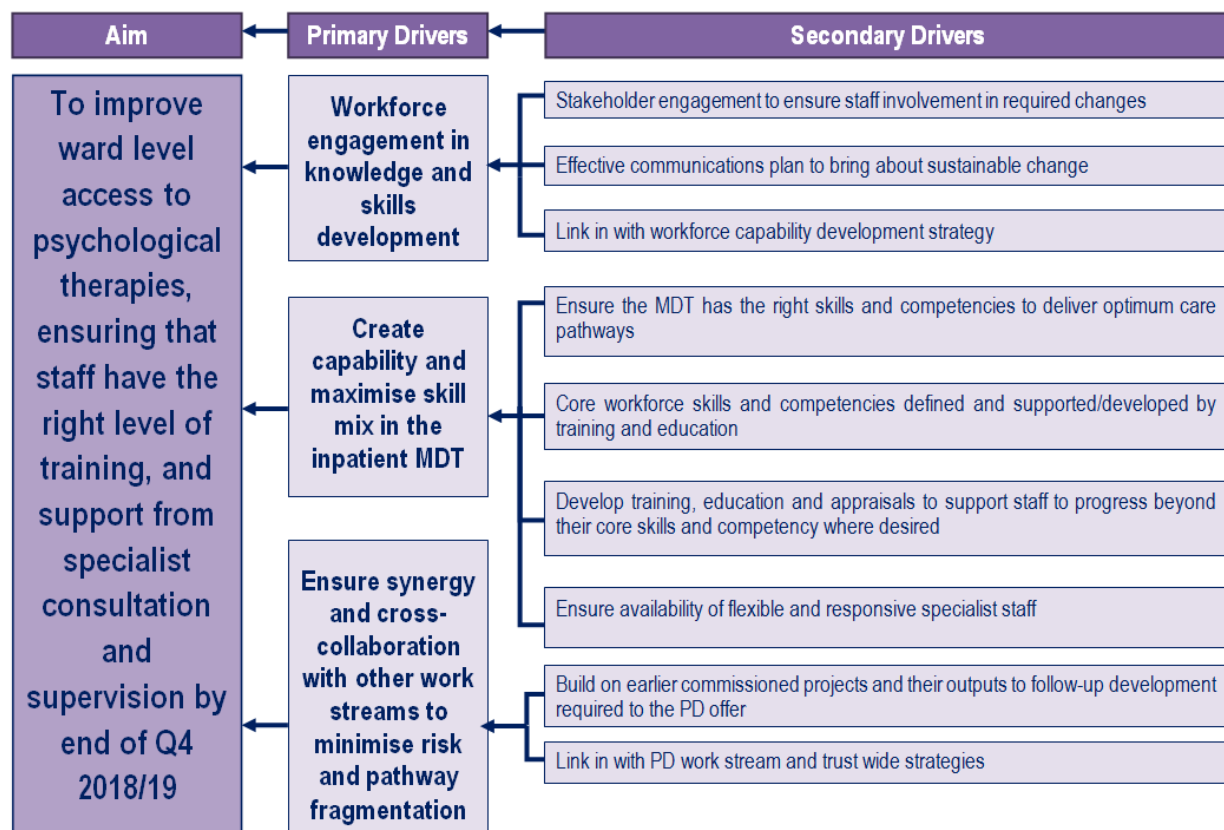 Aim
Primary Drivers
Secondary Drivers
To improve
ward level
access to
psychological
therapies,
ensuring that
staff have the
right level of
training, and
support from
specialist
consultation
and
supervision by
end of Q4
2018/19
Workforce
engagement in
knowledge and
skills
development
Stakeholder engagement to ensure staff involvement in required changes
Effective communications plan to bring about sustainable change
Link in with workforce capability development strategy
Create
capability and
maximise skill
mix in the
inpatient MDT
Ensure the MDT has the right skills and competencies to deliver optimum care
pathways
Core workforce skills and competencies defined and supported/developed by
training and education
Develop training, education and appraisals to support staff to progress beyond
their core skills and competency where desired
Ensure availability of flexible and responsive specialist staff
Ensure synergy
and cross-
collaboration
with other work
streams to
minimise risk
and pathway
fragmentation
Build on earlier commissioned projects and their outputs to follow-up development
required to the PD offer
Link in with PD work stream and trust wide strategies